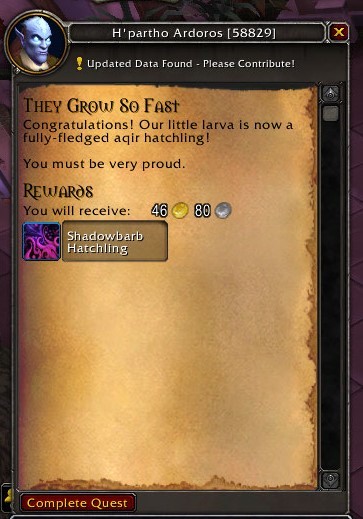 H'partho Ardoros [58829]
! Updated Data Found - Please Contribute!
They Grow So Fast
Congratulations! Our little larva is now a
fully-fledged aqir hatchling!
You must be very proud.
Rewards
You will receive: 46 80
Shadowbarb
Hatchling
Complete Quest